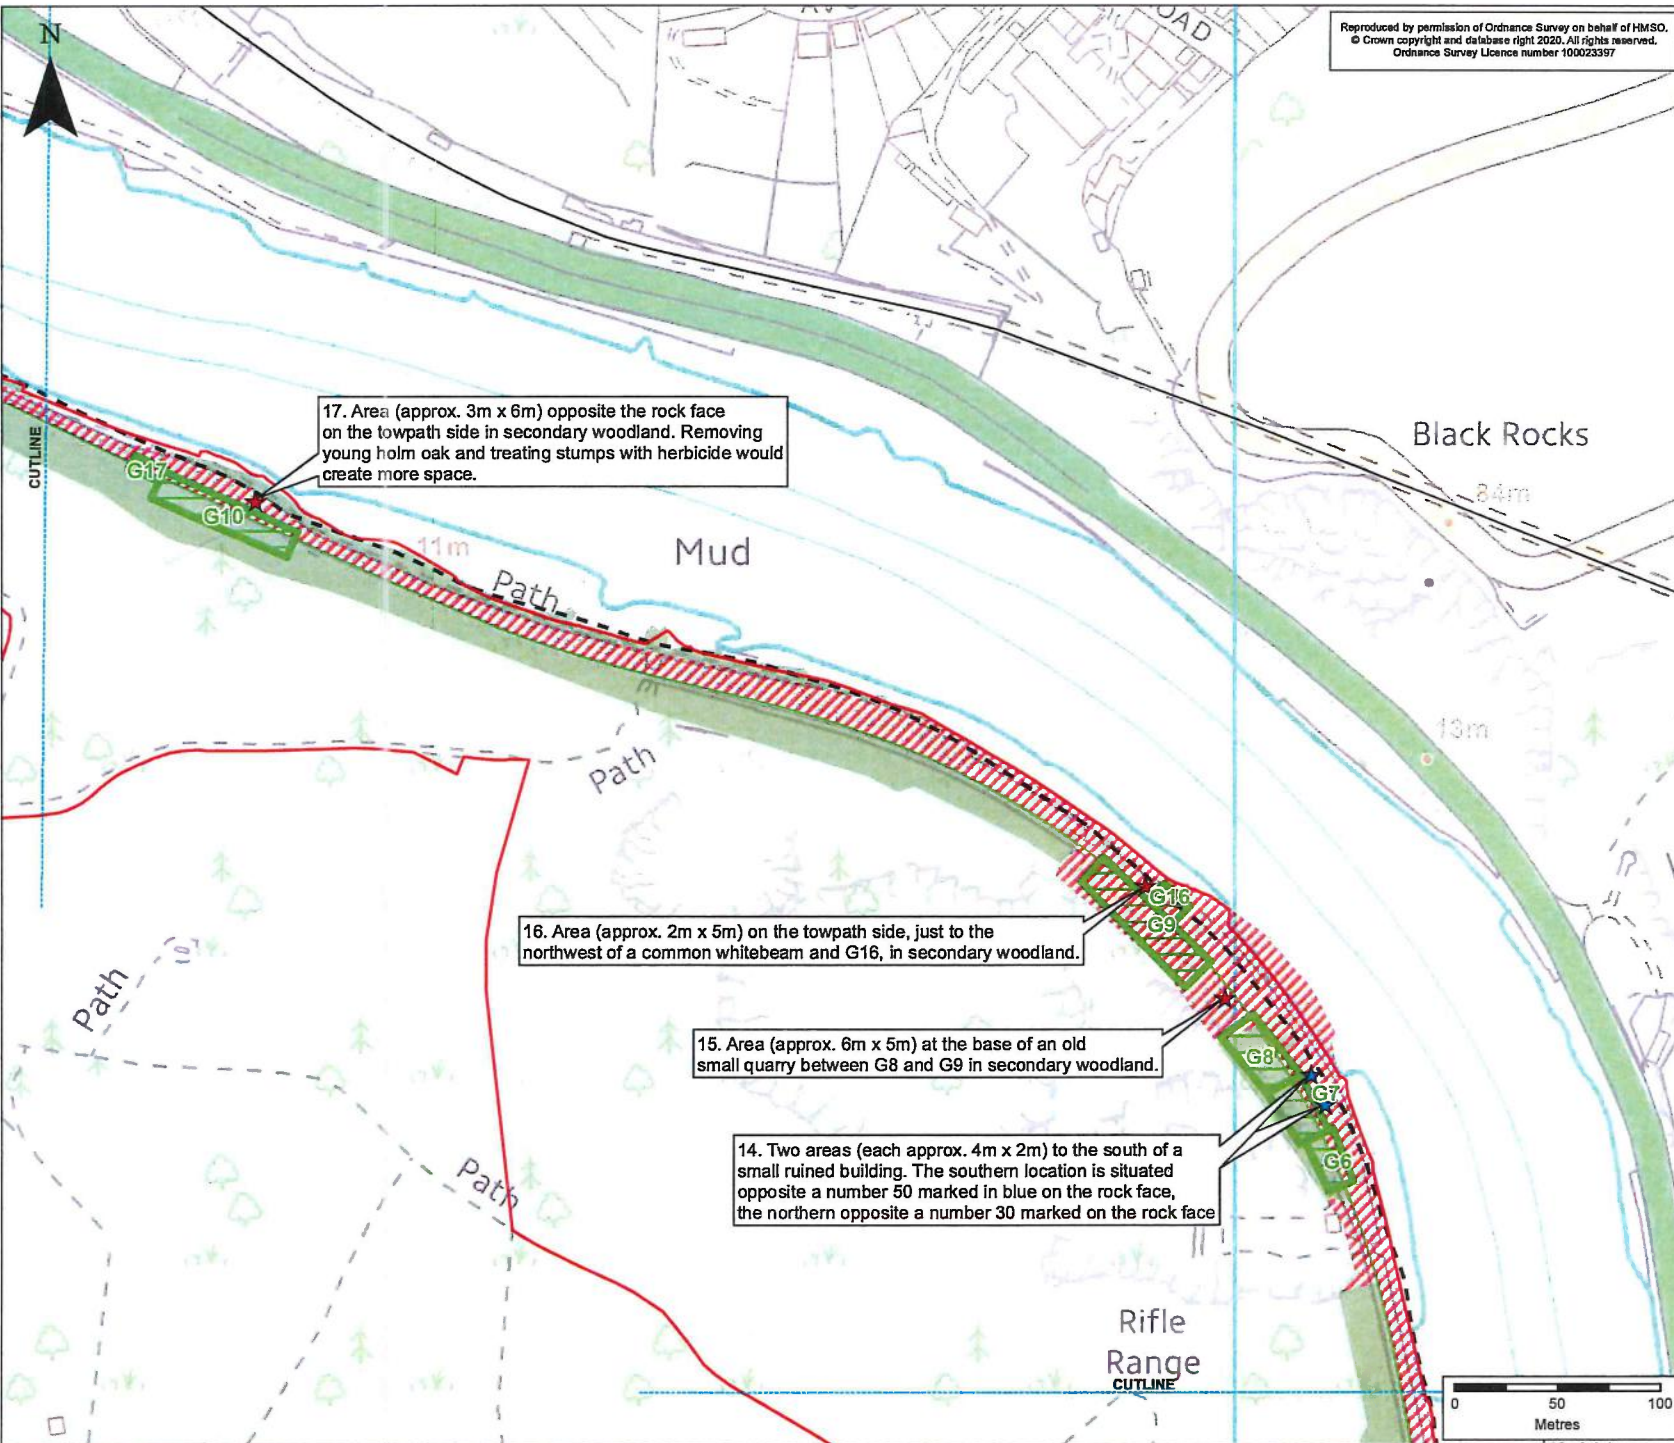 N
ROAD
Reproduced by permission of Ordnance Survey on behalf of HMSO.
© Crown copyright and database right 2020. All rights reserved.
Ordnance Survey Licence number 100023397
17. Area (approx. 3m x 6m) opposite the rock face
on the towpath side in secondary woodland. Removing
young holm oak and treating stumps with herbicide would
create more space.
CUTLINE
G17
G10
11m
Mud
Path
Black Rocks
84m
13m
Path
G16
G9
16. Area (approx. 2m x 5m) on the towpath side, just to the
northwest of a common whitebeam and G16, in secondary woodland.
Path
15. Area (approx. 6m x 5m) at the base of an old
small quarry between G8 and G9 in secondary woodland.
G8
G7
14. Two areas (each approx. 4m x 2m) to the south of a
small ruined building. The southern location is situated
opposite a number 50 marked in blue on the rock face,
the northern opposite a number 30 marked on the rock face
G6
Path
Rifle
Range
CUTLINE
0 50 100
Metres